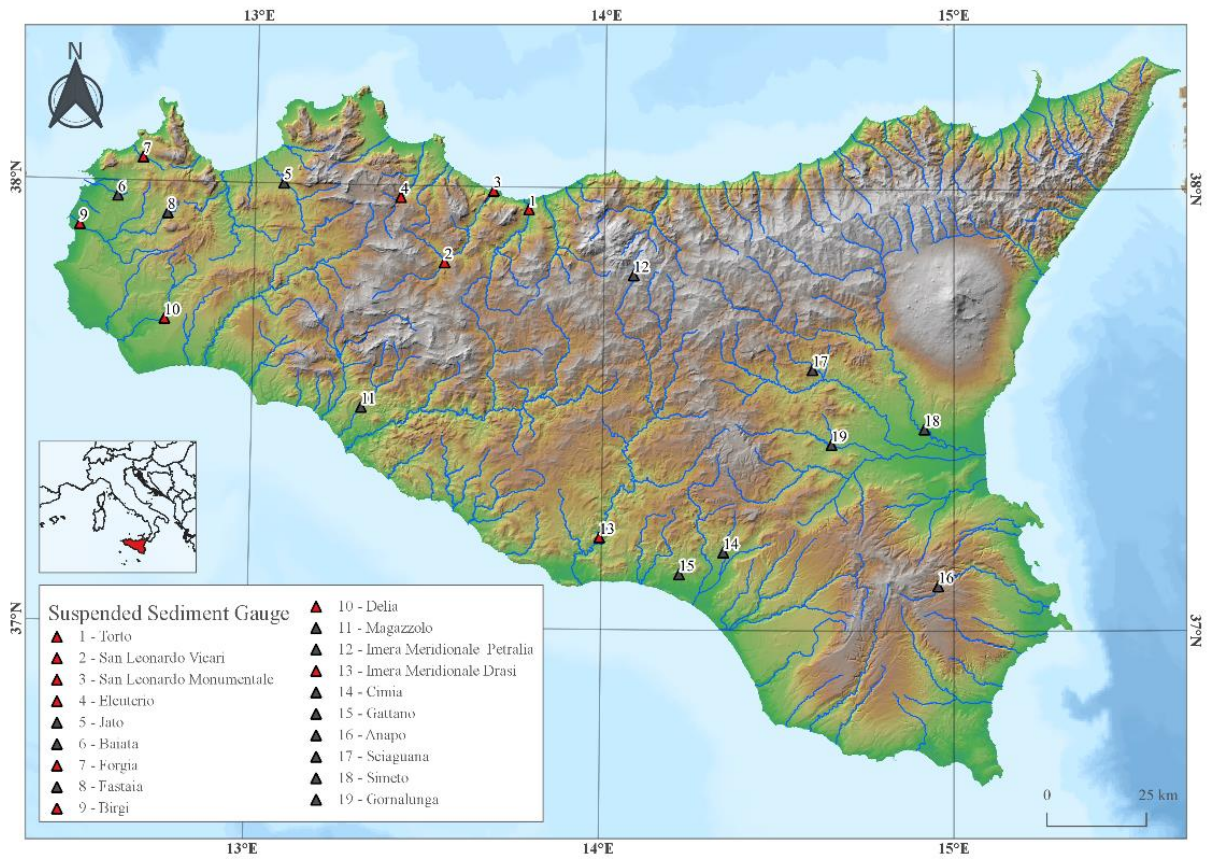 13°E 14°E 15°E
N
38°N
38°N
7
6
5
8
4
3
1
9
2
12
10
17
11
18
19
13
14
15
16
37°N
37°N
Suspended Sediment Gauge
1 - Torto
2 - San Leonardo Vicari
3 - San Leonardo Monumentale
4 - Eleuterio
5 - Jato
6 - Baiata
7 - Forgia
8 - Fastaia
9 - Birgi
10 - Delia
11 - Magazzolo
12 - Imera Meridionale Petralia
13 - Imera Meridionale Drasi
14 - Cimia
15 - Gattano
16 - Anapo
17 - Sciaguana
18 - Simeto
19 - Gornalunga
0 25 km
13°E 14°E 15°E